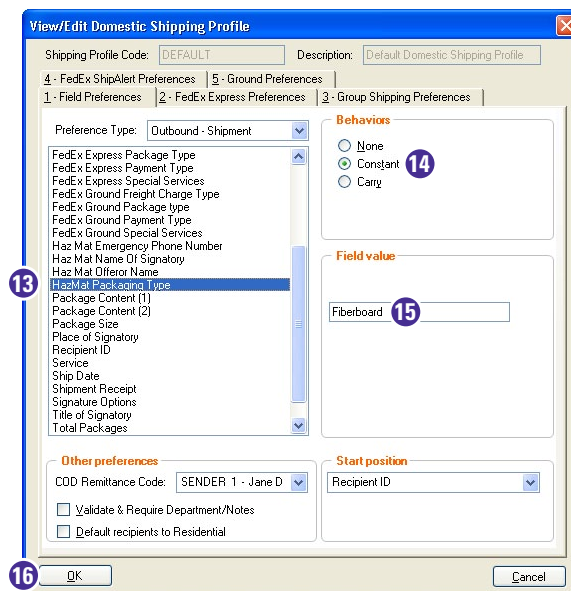 View/Edit Domestic Shipping Profile
Shipping Profile Code: DEFAULT Description: Default Domestic Shipping Profile
4 - FedEx ShipAlert Preferences 5 - Ground Preferences
1 - Field Preferences 2 - FedEx Express Preferences 3 - Group Shipping Preferences
Preference Type: Outbound - Shipment
FedEx Express Package Type
FedEx Express Payment Type
FedEx Express Special Services
FedEx Ground Freight Charge Type
FedEx Ground Package type
FedEx Ground Payment Type
FedEx Ground Special Services
Haz Mat Emergency Phone Number
Haz Mat Name Of Signatory
Haz Mat Offeror Name
13 HazMat Packaging Type
Package Content (1)
Package Content (2)
Package Size
Place of Signatory
Recipient ID
Service
Ship Date
Shipment Receipt
Signature Options
Title of Signatory
Total Packages
Behaviors
None
Constant 14
Carry
Field value
Fiberboard 15
Other preferences
COD Remittance Code: SENDER 1 - Jane D
Validate & Require Department/Notes
Default recipients to Residential
Start position
Recipient ID
16 OK
Cancel